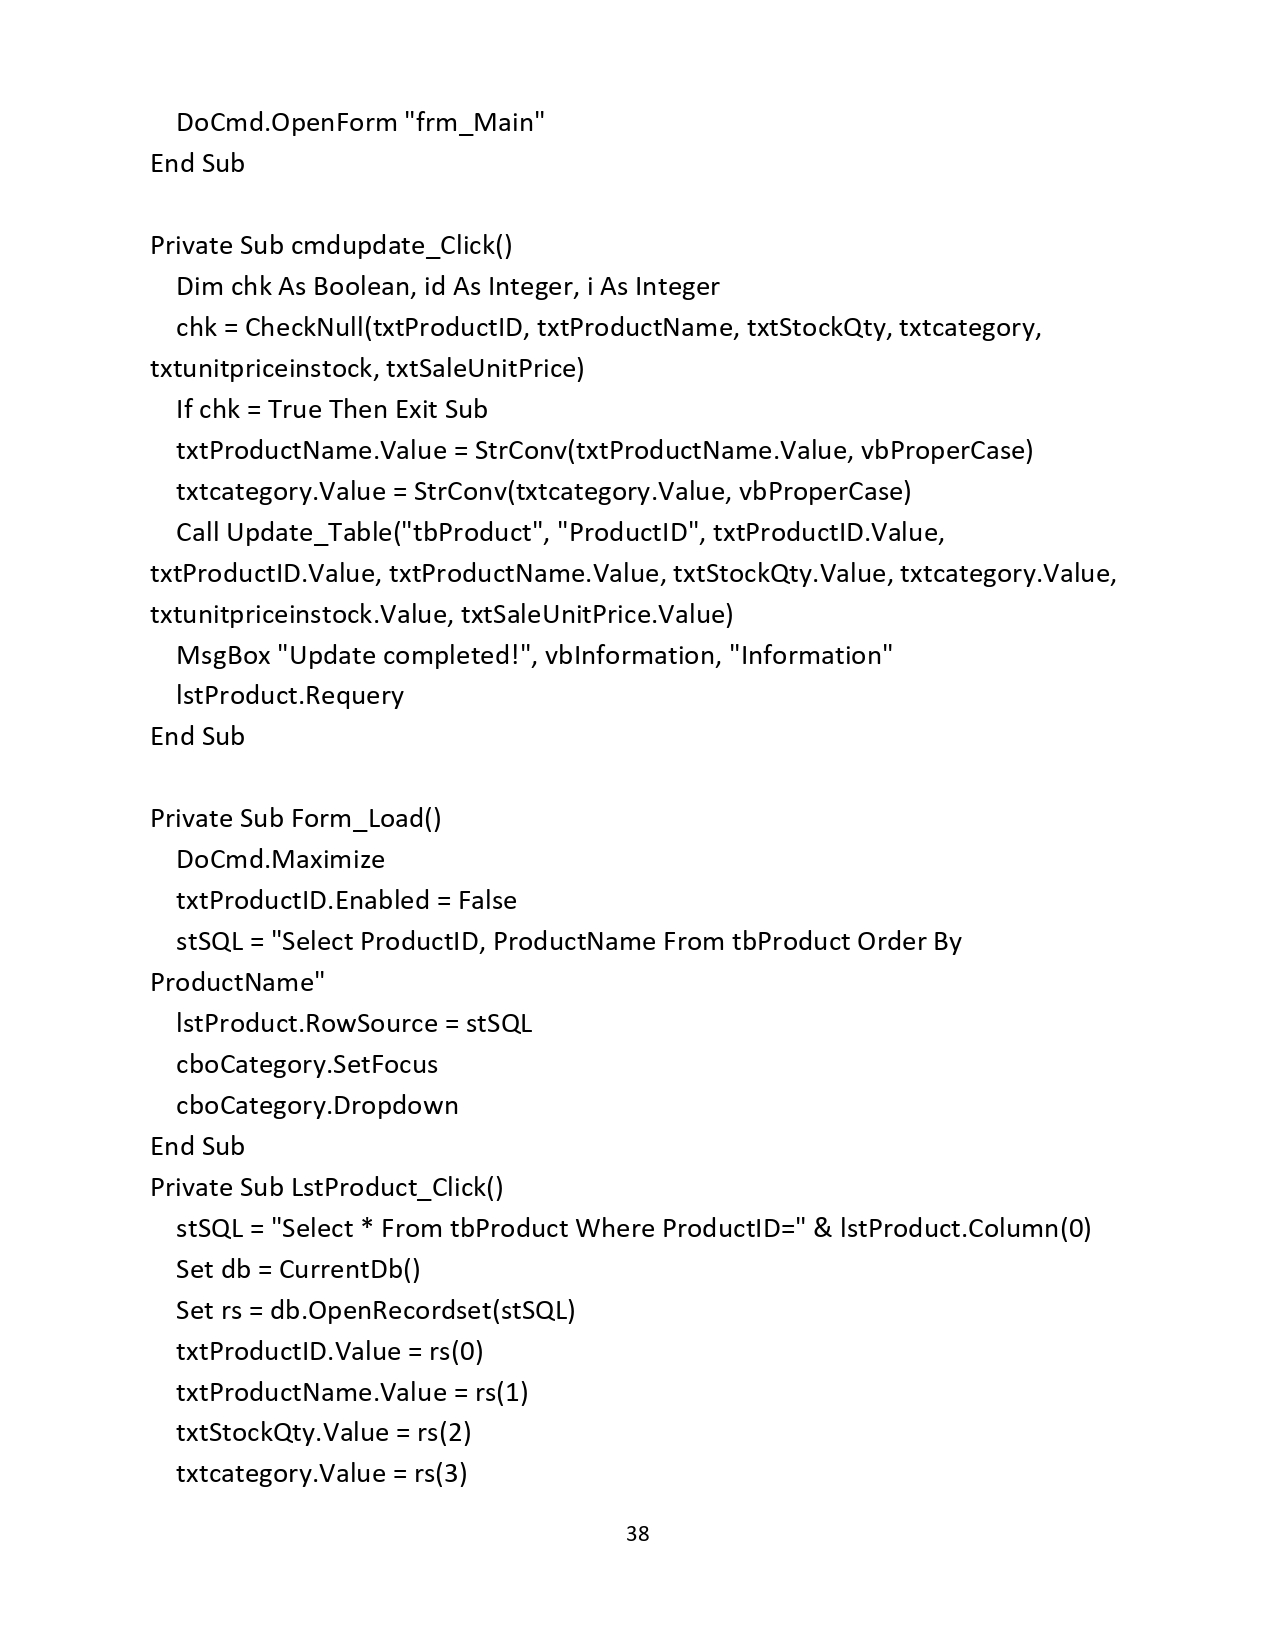 DoCmd.OpenForm "frm_Main"
End Sub
Private Sub cmdupdate_Click()
Dim chk As Boolean, id As Integer, i As Integer
chk = CheckNull(txtProductID, txtProductName, txtStockQty, txtcategory,
txtunitpriceinstock, txtSaleUnitPrice)
If chk = True Then Exit Sub
txtProductName.Value = StrConv(txtProductName.Value, vbProperCase)
txtcategory.Value = StrConv(txtcategory.Value, vbProperCase)
Call Update_Table("tbProduct", "ProductID", txtProductID.Value,
txtProductID.Value, txtProductName.Value, txtStockQty.Value, txtcategory.Value,
txtunitpriceinstock.Value, txtSaleUnitPrice.Value)
MsgBox "Update completed!", vbInformation, "Information"
lstProduct.Requery
End Sub
Private Sub Form_Load()
DoCmd.Maximize
txtProductID.Enabled = False
stSQL = "Select ProductID, ProductName From tbProduct Order By
ProductName"
lstProduct.RowSource = stSQL
cboCategory.SetFocus
cboCategory.Dropdown
End Sub
Private Sub LstProduct_Click()
stSQL = "Select * From tbProduct Where ProductID=" & lstProduct.Column(0)
Set db = CurrentDb()
Set rs = db.OpenRecordset(stSQL)
txtProductID.Value = rs(0)
txtProductName.Value = rs(1)
txtStockQty.Value = rs(2)
txtcategory.Value = rs(3)
38